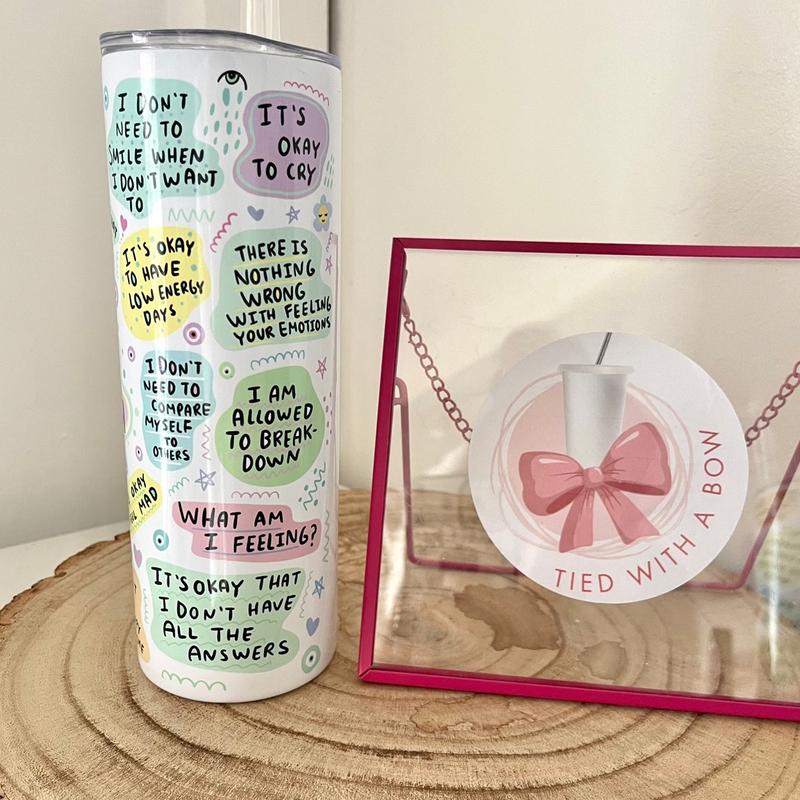 I DON'T
NEED TO
SMILE WHEN
I DON'T WANT
TO
IT'S
OKAY
TO CRY
IT'S OKAY
TO HAVE
LOW ENERGY
DAYS
THERE IS
NOTHING
WRONG
WITH FEELING
YOUR EMOTIONS
I DON'T
NEED TO
COMPARE
MYSELF
TO
OTHERS
I AM
ALLOWED
TO BREAK-
DOWN
OKAY
MAD
WHAT AM
I FEELING?
IT'S OKAY THAT
I DON'T HAVE
ALL THE
ANSWERS
TIED WITH A BOW